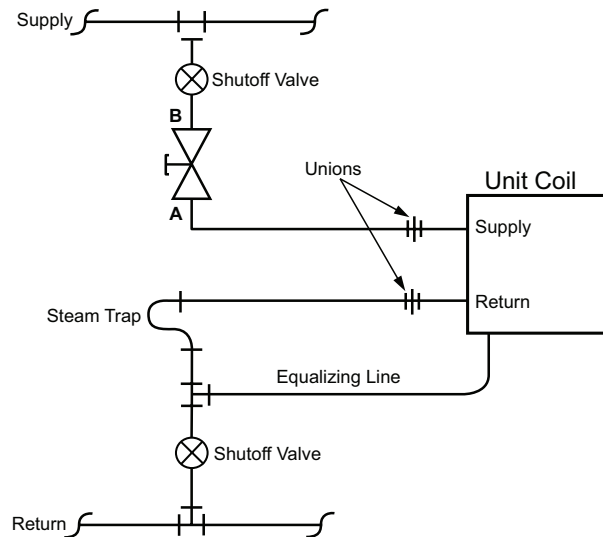 Supply
Shutoff Valve
B
Unions
Unit Coil
A
Supply
Return
Steam Trap
Equalizing Line
Shutoff Valve
Return